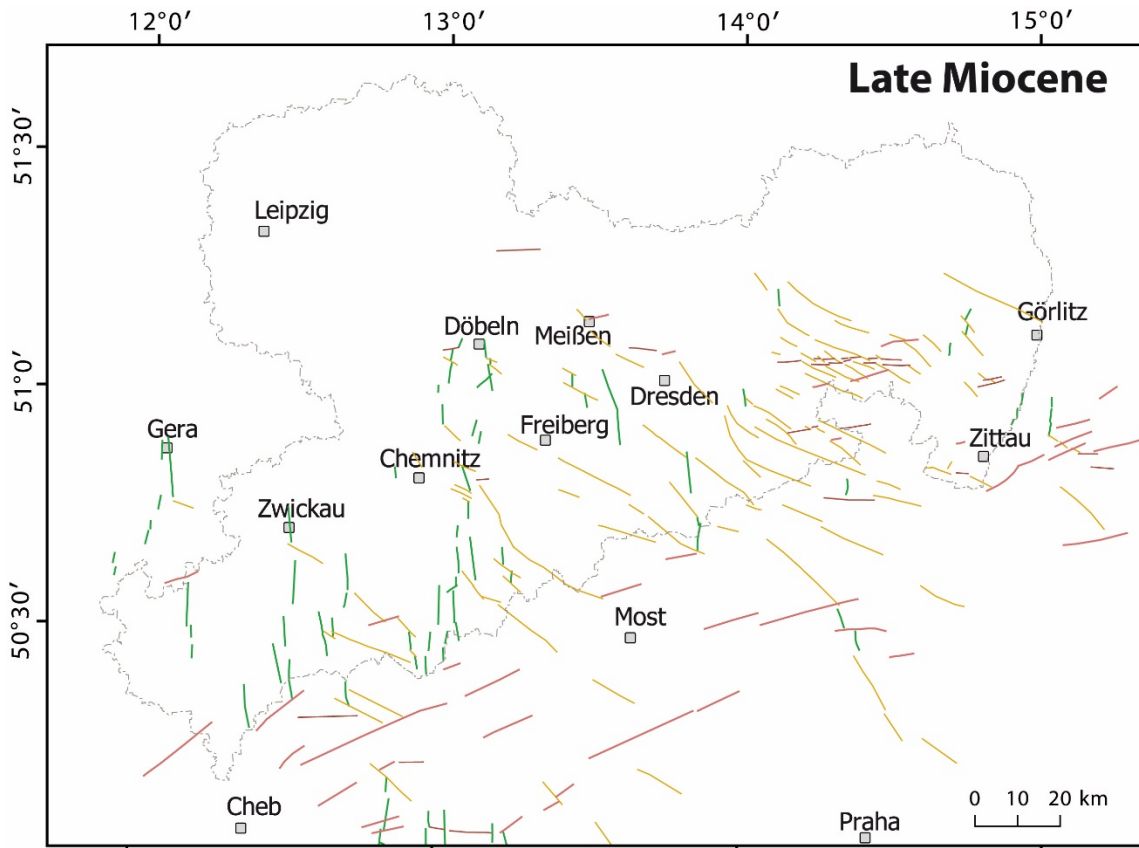 12°0′ 13°0′ 14°0′ 15°0′
Late Miocene
51°30′
Leipzig
Görlitz
Döbeln
Meißen
51°0′
Dresden
Freiberg
Gera
Zittau
Chemnitz
Zwickau
50°30′
Most
Cheb
0 10 20 km
Praha